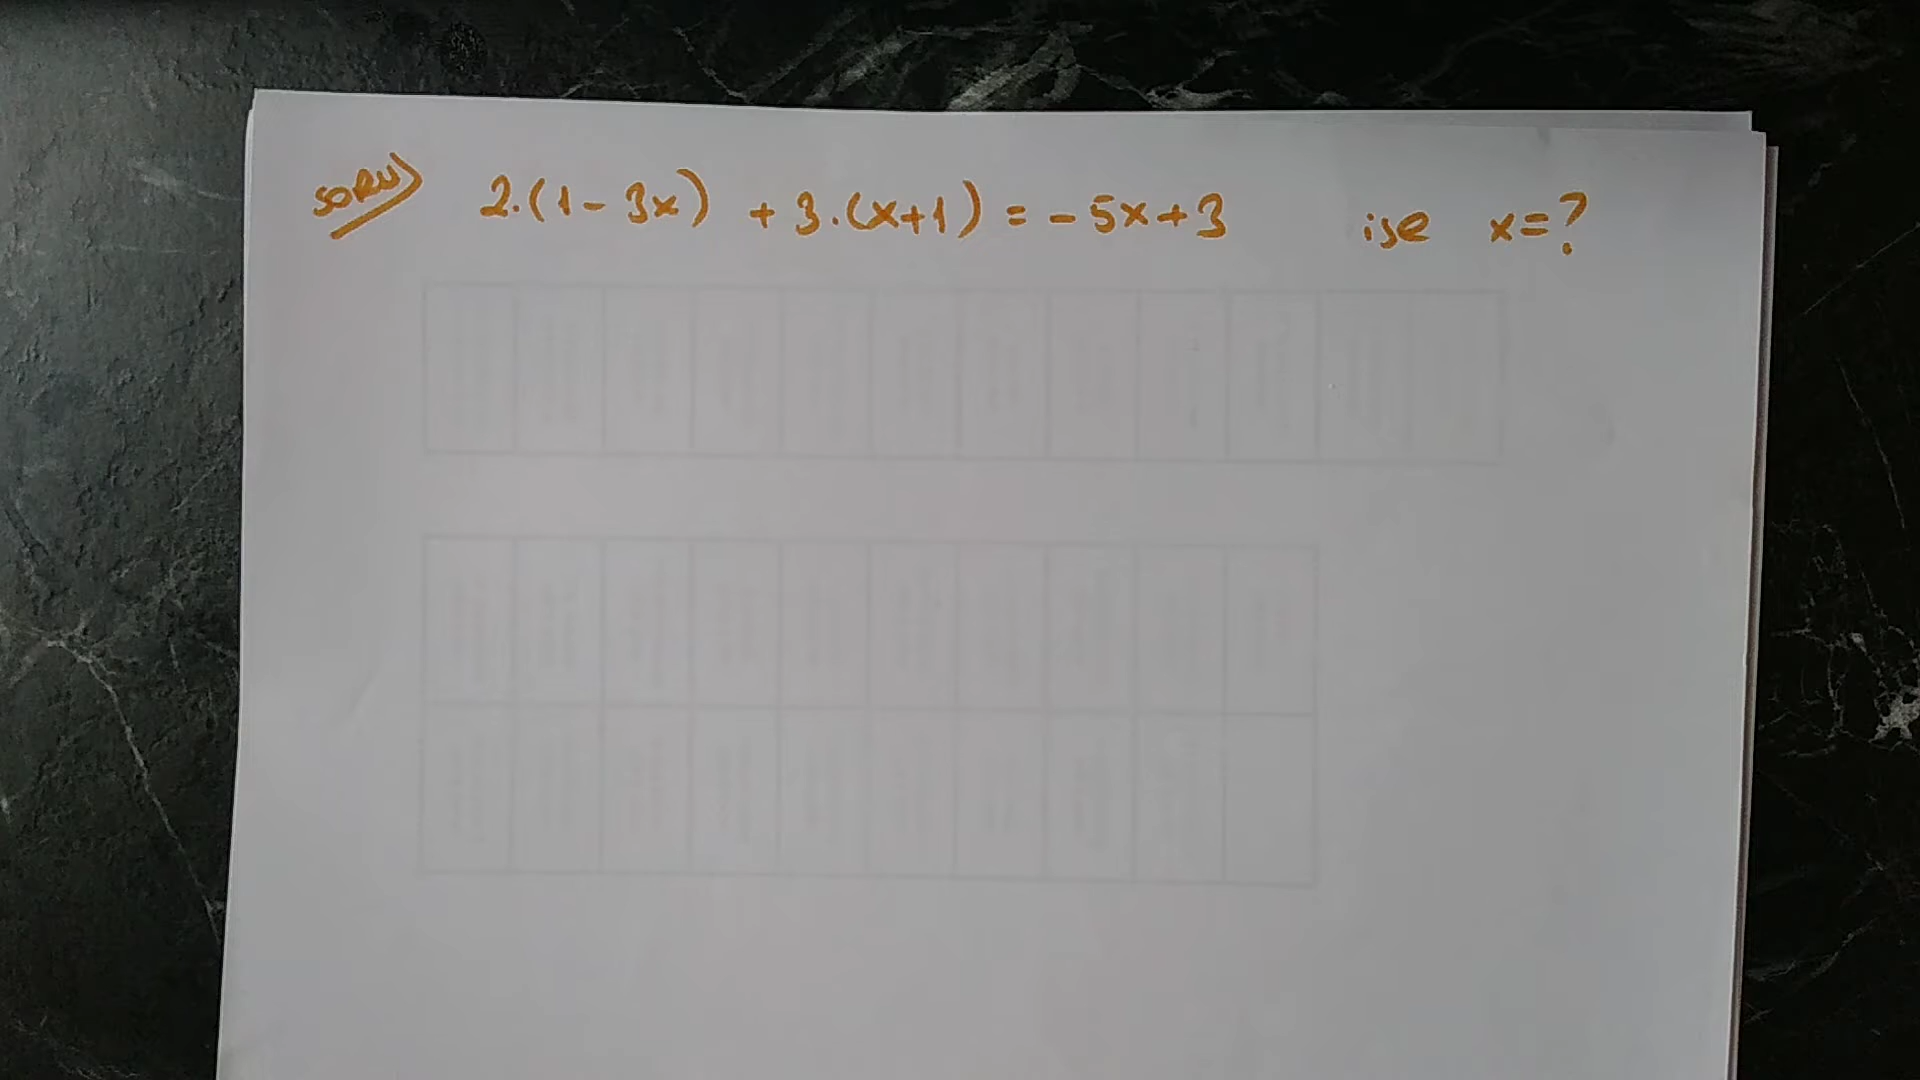 SORU) 2.(1-3x) + 3.(x+1) = -5x+3 ise x=?